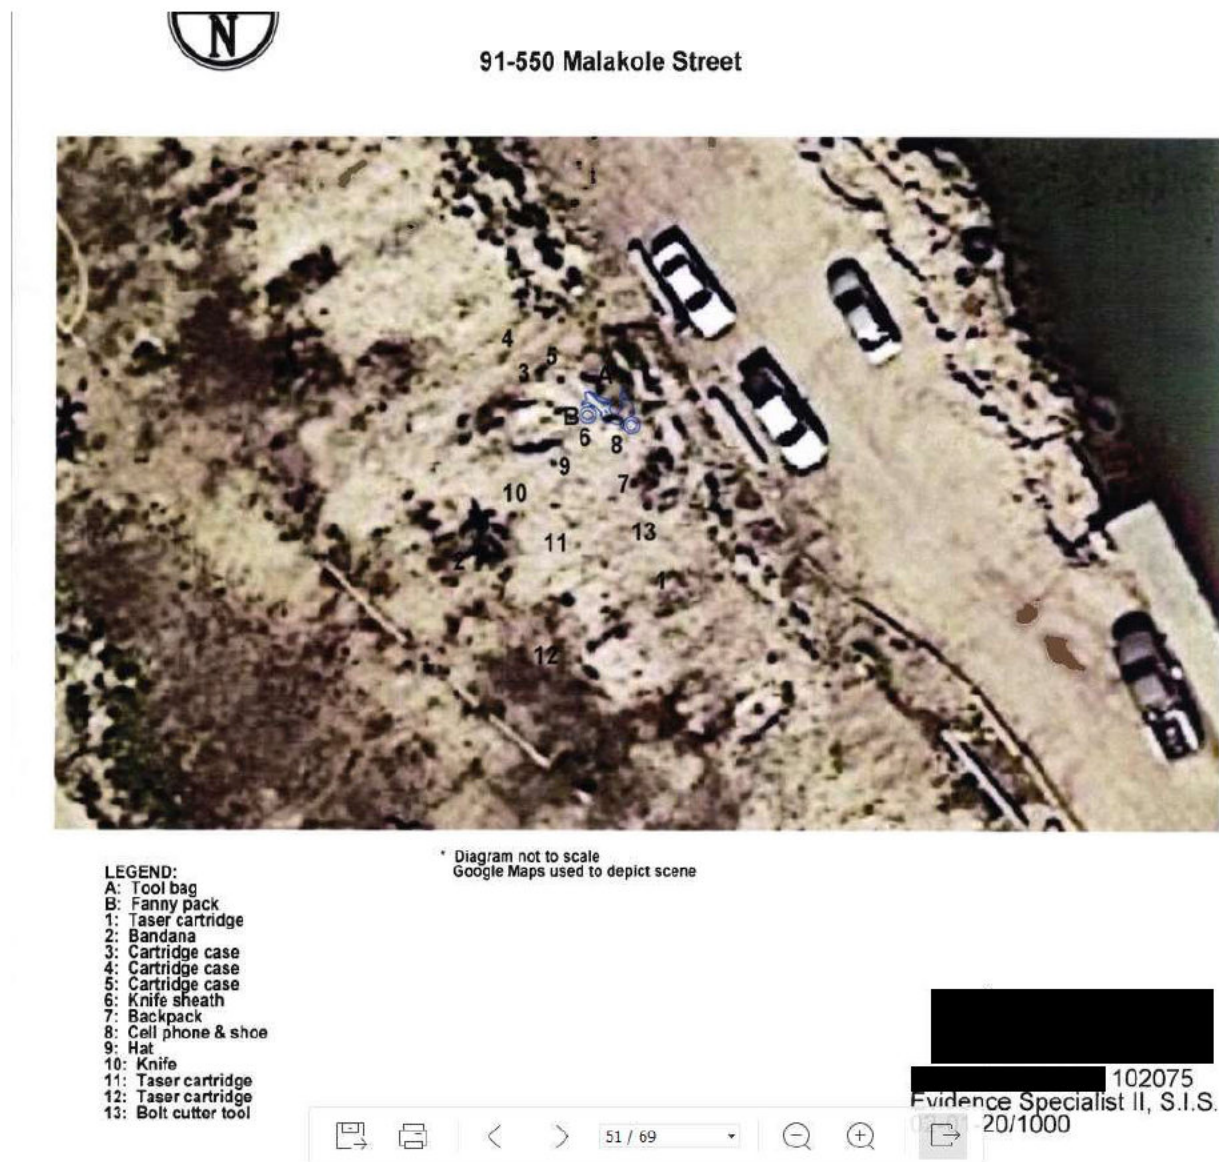 N
91-550 Malakole Street
4
5
3
A
B
6
8
9
7
10
13
11
2
1
12
* Diagram not to scale
Google Maps used to depict scene
LEGEND:
A: Tool bag
B: Fanny pack
1: Taser cartridge
2: Bandana
3: Cartridge case
4: Cartridge case
5: Cartridge case
6: Knife sheath
7: Backpack
8: Cell phone & shoe
9: Hat
10: Knife
11: Taser cartridge
12: Taser cartridge
13: Bolt cutter tool
102075
Evidence Specialist II, S.I.S.
-20/1000
51 / 69